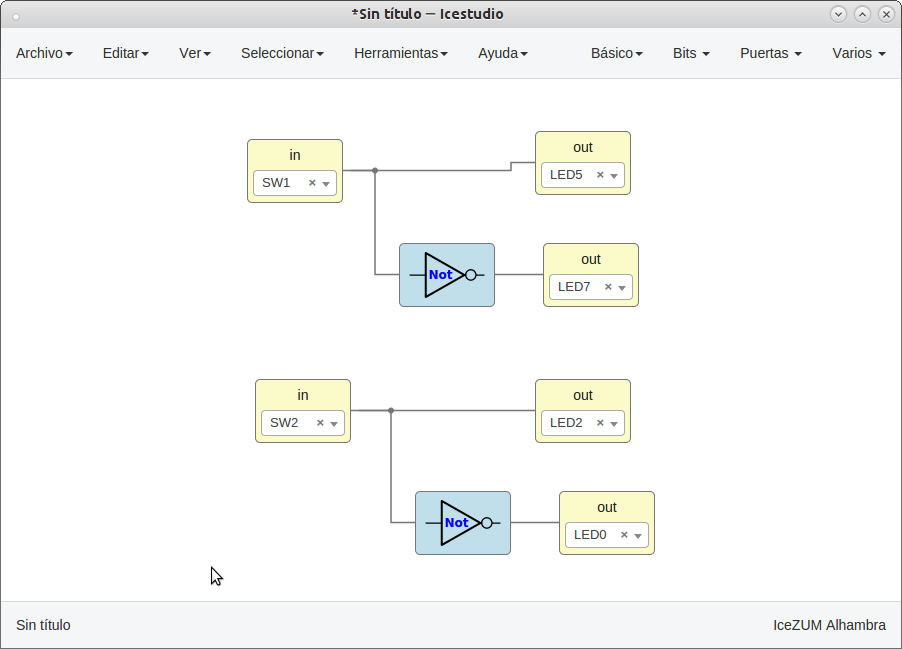 *Sin título — Icestudio
Archivo Editar Ver Seleccionar Herramientas Ayuda Básico Bits Puertas Varios
in
SW1 ×
out
LED5 ×
Not
out
LED7 ×
in
SW2 ×
out
LED2 ×
Not
out
LED0 ×
Sin título
IceZUM Alhambra